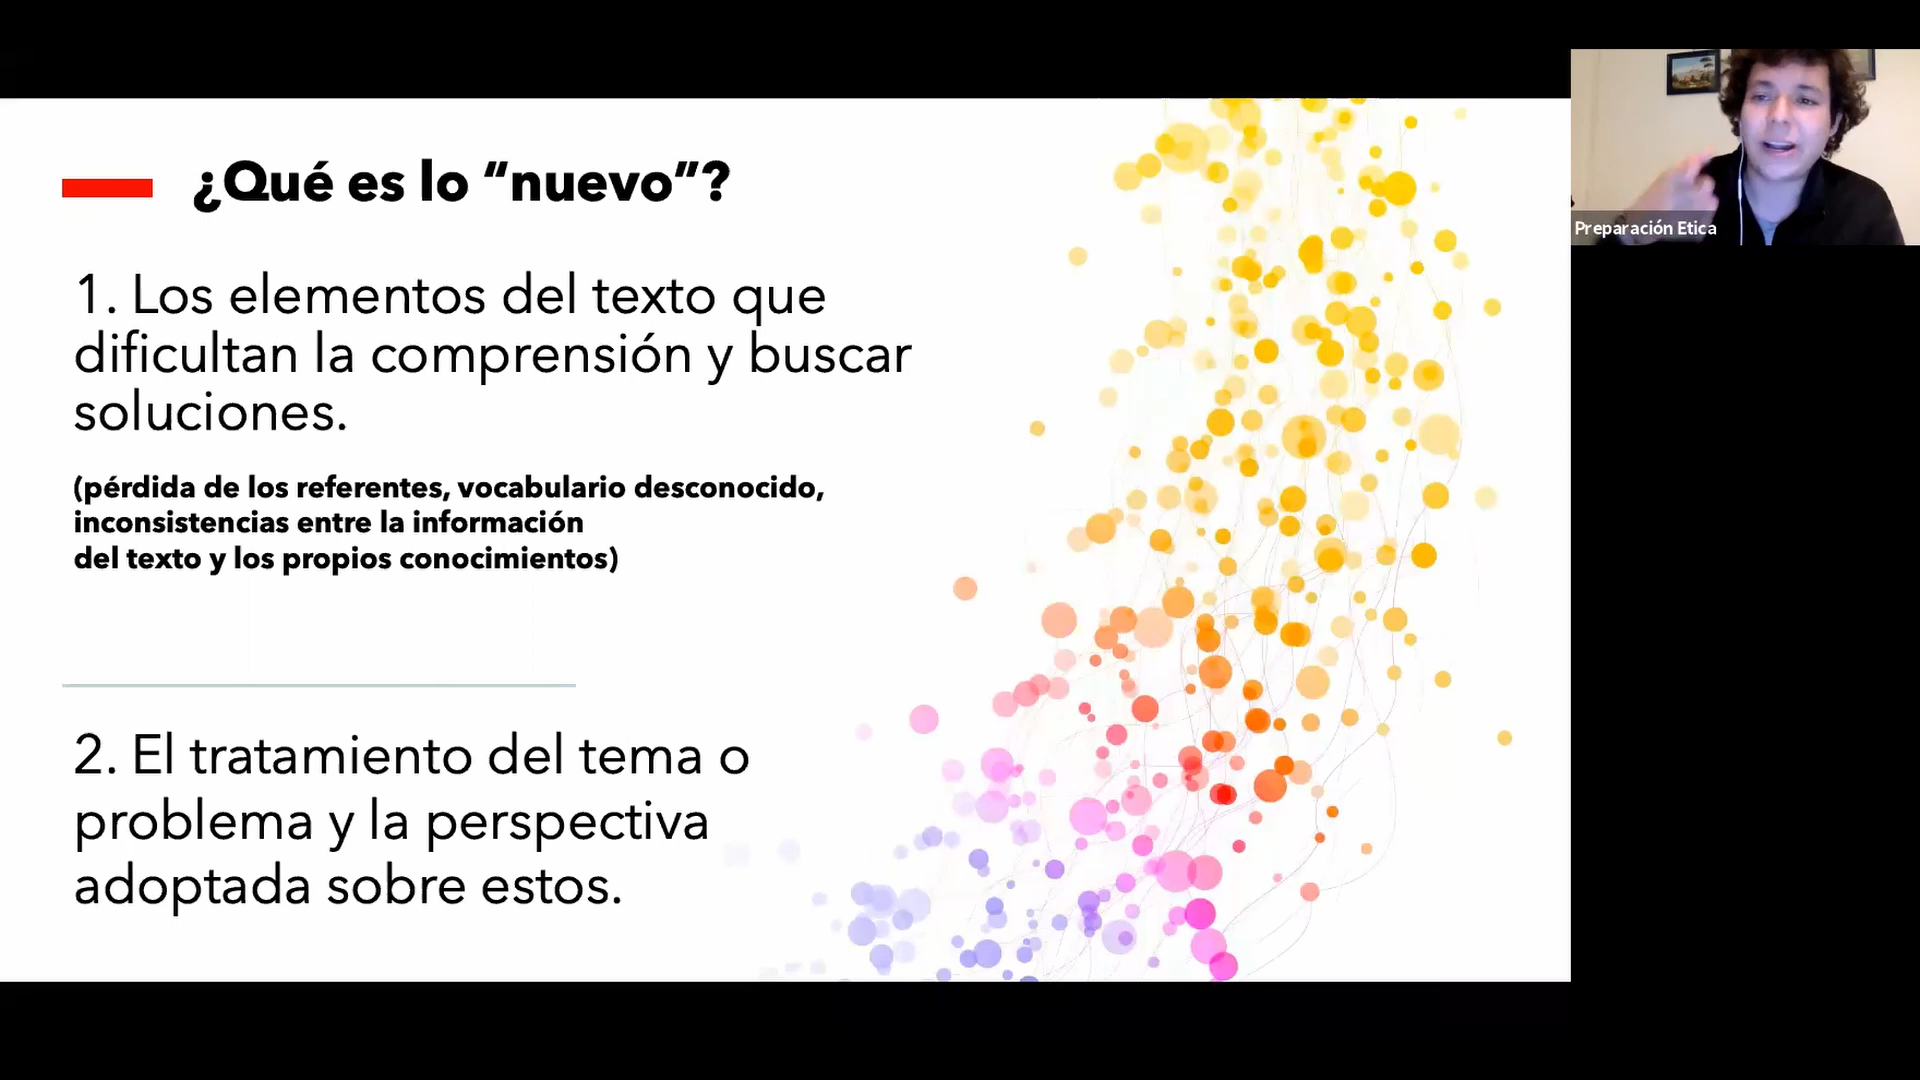 ¿Qué es lo “nuevo”?
1. Los elementos del texto que
dificultan la comprensión y buscar
soluciones.
(pérdida de los referentes, vocabulario desconocido,
inconsistencias entre la información
del texto y los propios conocimientos)
2. El tratamiento del tema o
problema y la perspectiva
adoptada sobre estos.
Preparación Etica